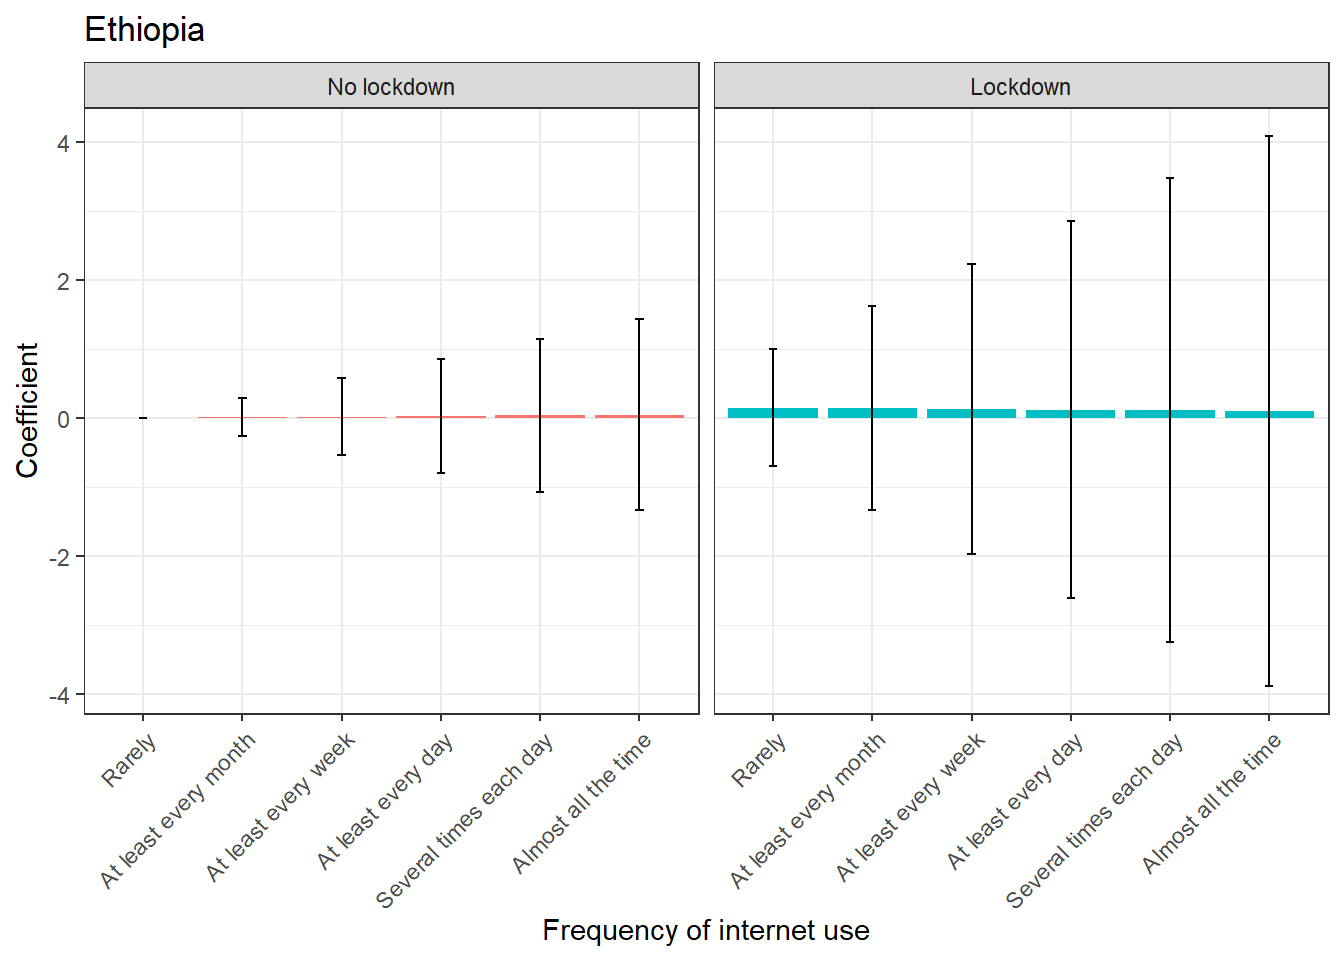 Ethiopia
No lockdown
Lockdown
Coefficient
4
2
0
-2
-4
Rarely
At least every month
At least every week
At least every day
Several times each day
Almost all the time
Rarely
At least every month
At least every week
At least every day
Several times each day
Almost all the time
Frequency of internet use